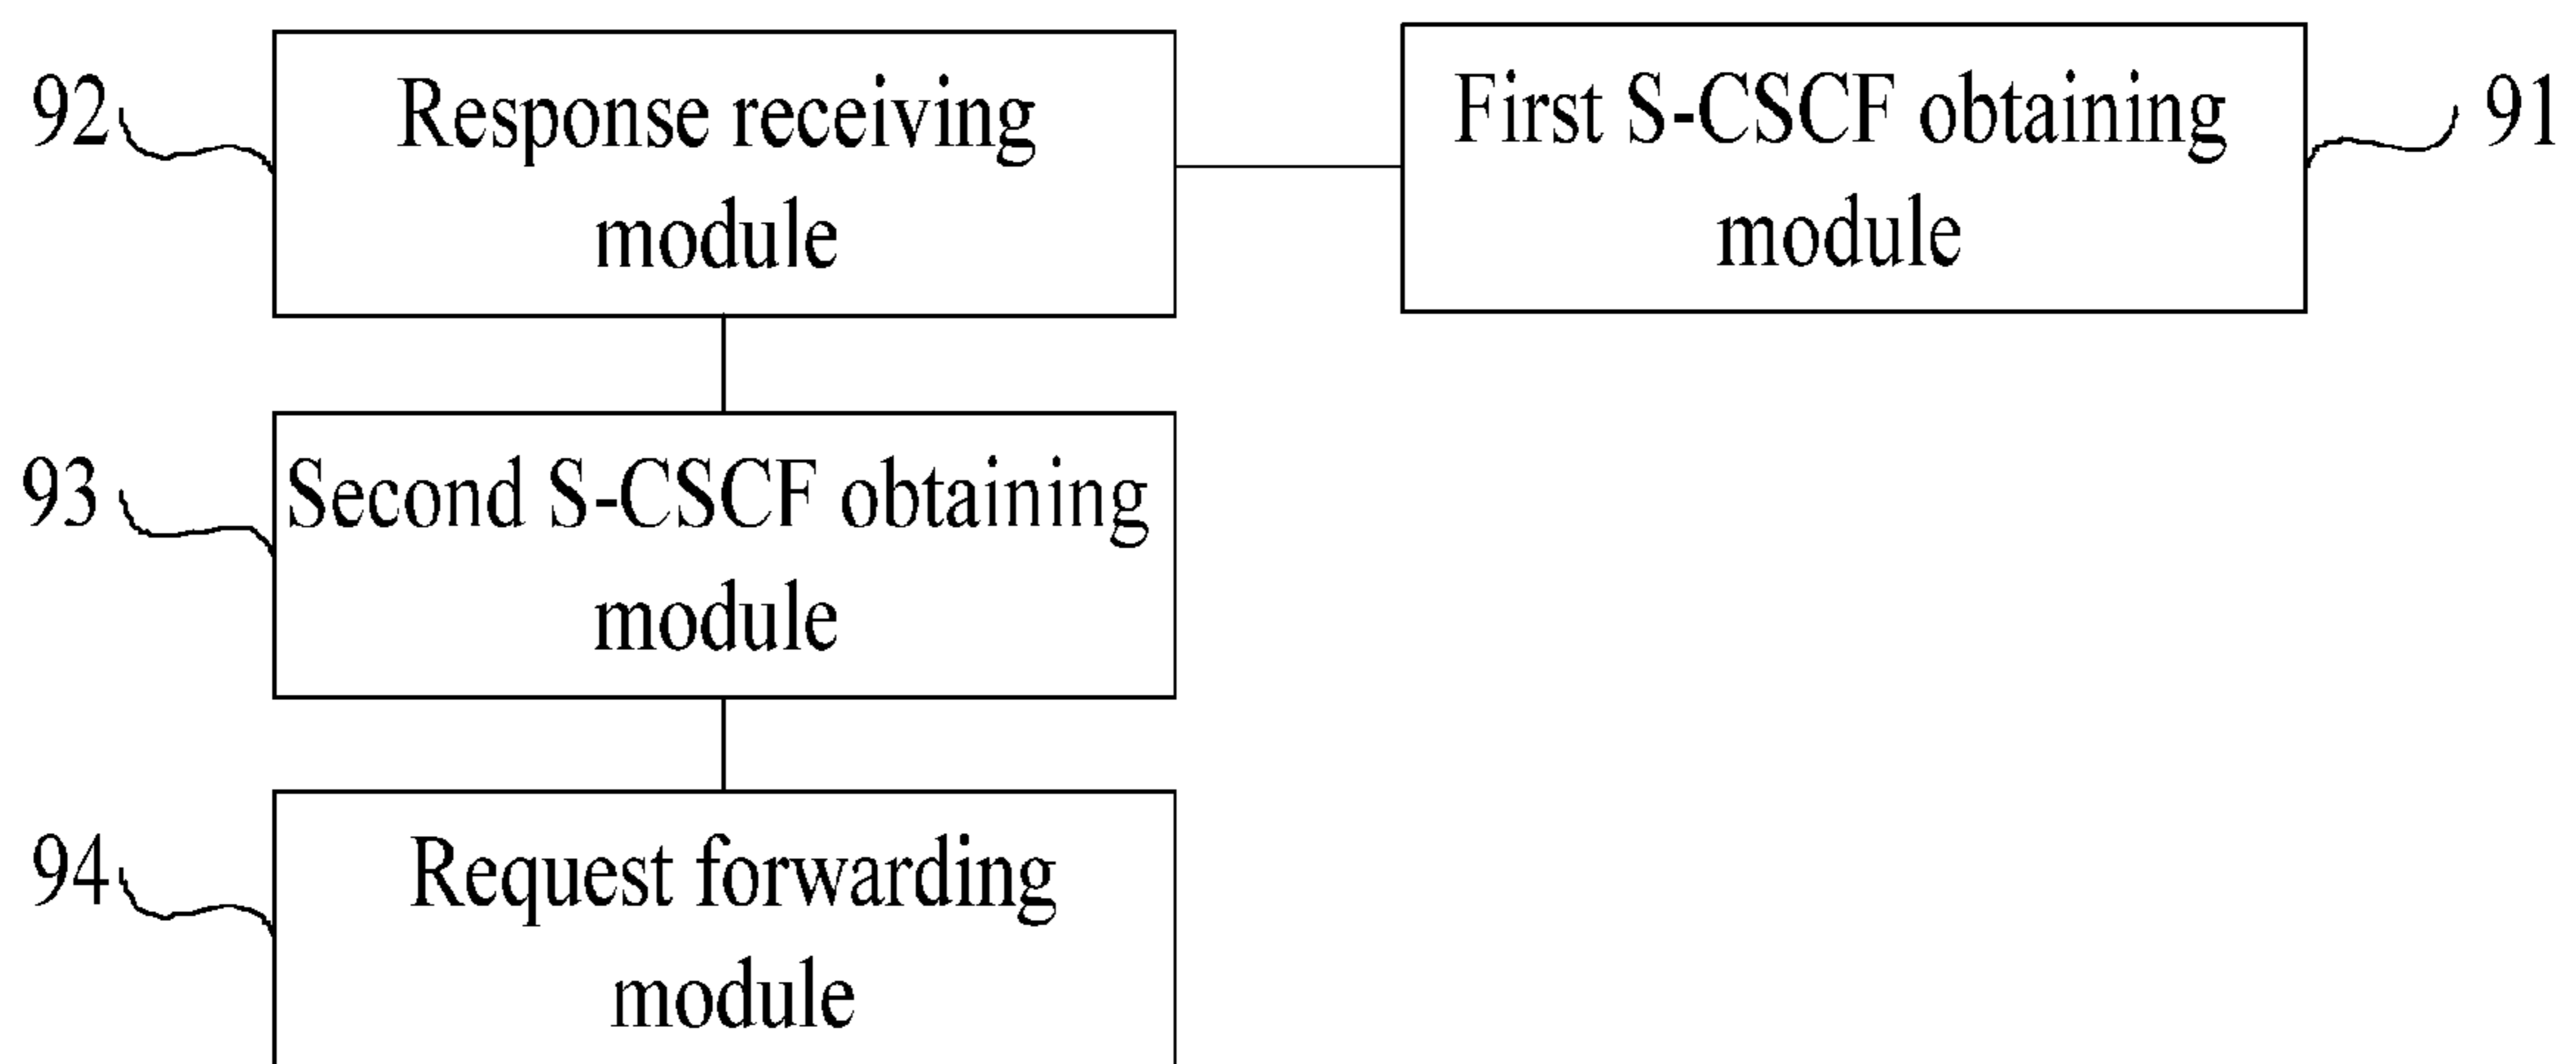 92
Response receiving
module
First S-CSCF obtaining
module
91
93
Second S-CSCF obtaining
module
94
Request forwarding
module